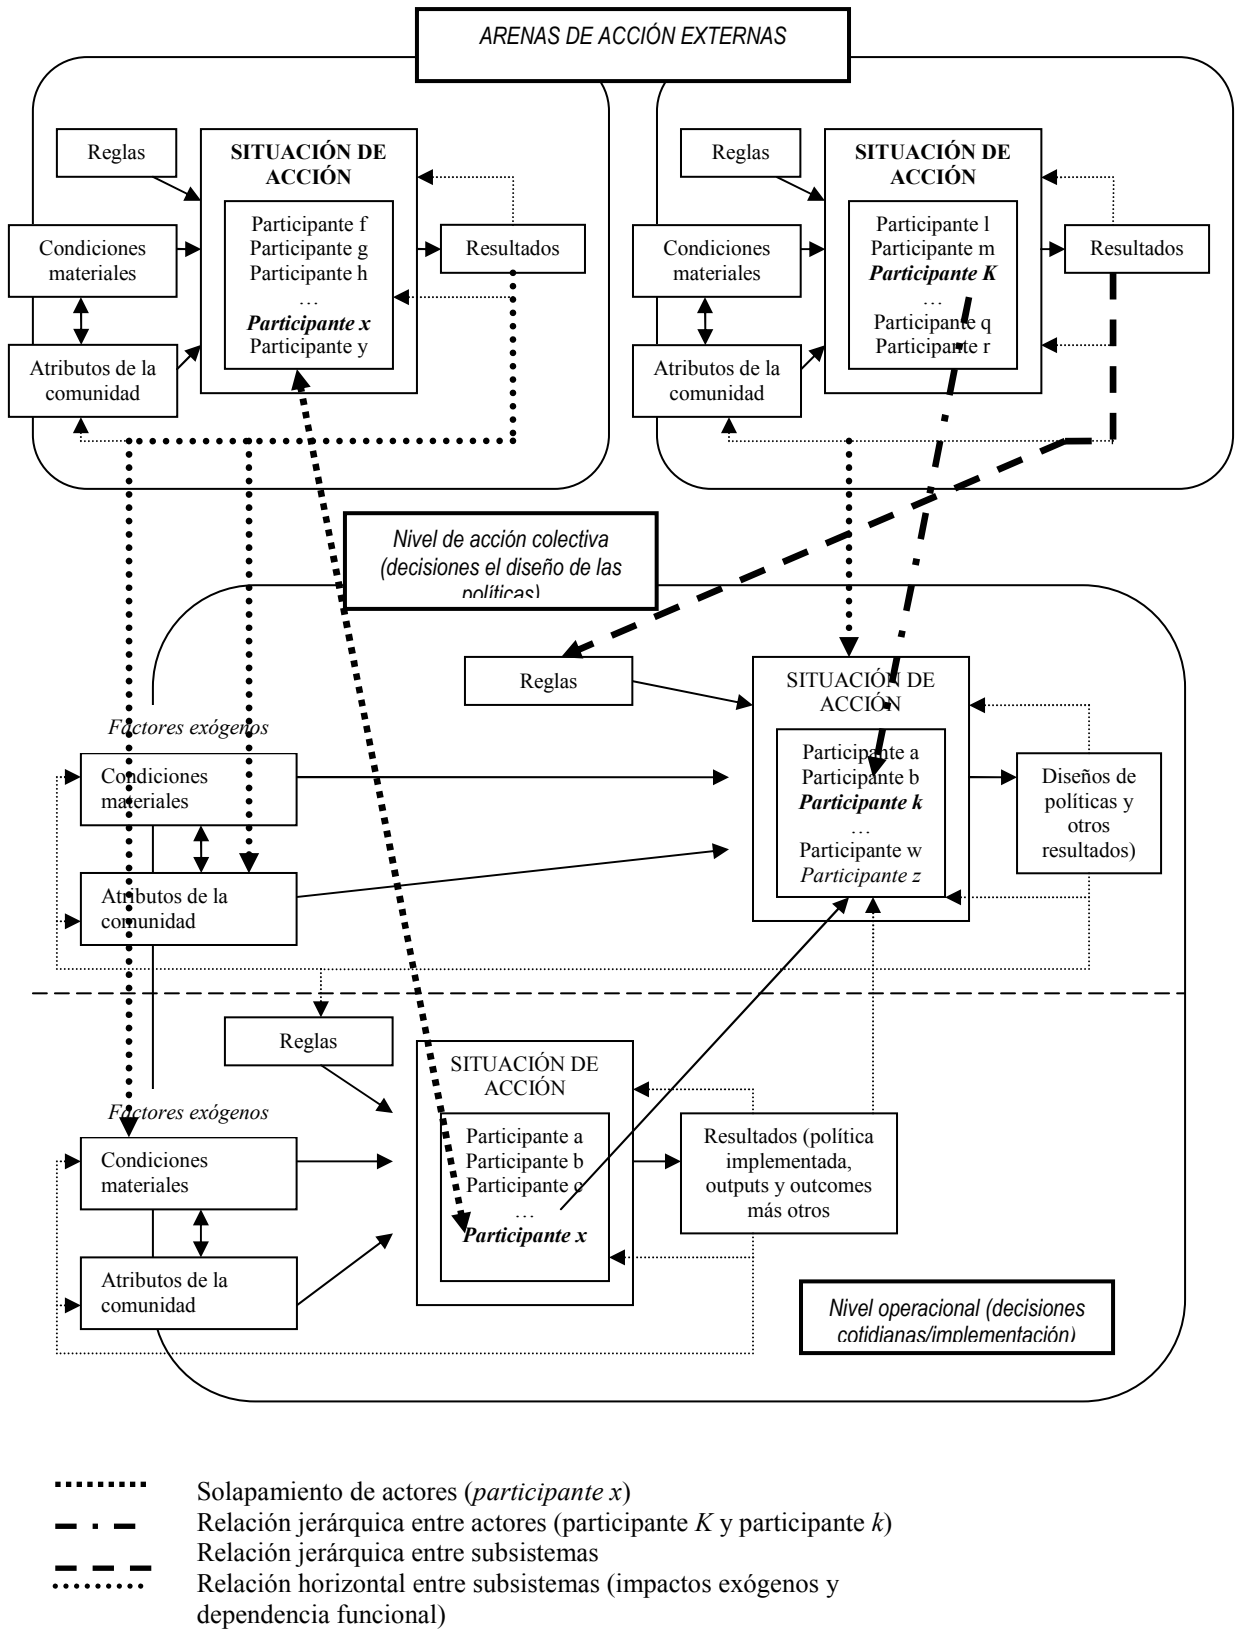 ARENAS DE ACCIÓN EXTERNAS
Reglas
SITUACIÓN DE
ACCIÓN
Participante f
Participante g
Participante h
…
Participante x
Participante y
Condiciones
materiales
Atributos de la
comunidad
Resultados
Reglas
SITUACIÓN DE
ACCIÓN
Participante l
Participante m
Participante K
…
Participante q
Participante r
Condiciones
materiales
Atributos de la
comunidad
Resultados
Nivel de acción colectiva
(decisiones el diseño de las
políticas)
Reglas
SITUACIÓN DE
ACCIÓN
Participante a
Participante b
Participante k
…
Participante w
Participante z
Factores exógenos
Condiciones
materiales
Atributos de la
comunidad
Diseños de
políticas y
otros
resultados)
Reglas
SITUACIÓN DE
ACCIÓN
Participante a
Participante b
Participante c
…
Participante x
Factores exógenos
Condiciones
materiales
Atributos de la
comunidad
Resultados (política
implementada,
outputs y outcomes
más otros
Nivel operacional (decisiones
cotidianas/implementación)
Solapamiento de actores (participante x)
Relación jerárquica entre actores (participante K y participante k)
Relación jerárquica entre subsistemas
Relación horizontal entre subsistemas (impactos exógenos y
dependencia funcional)